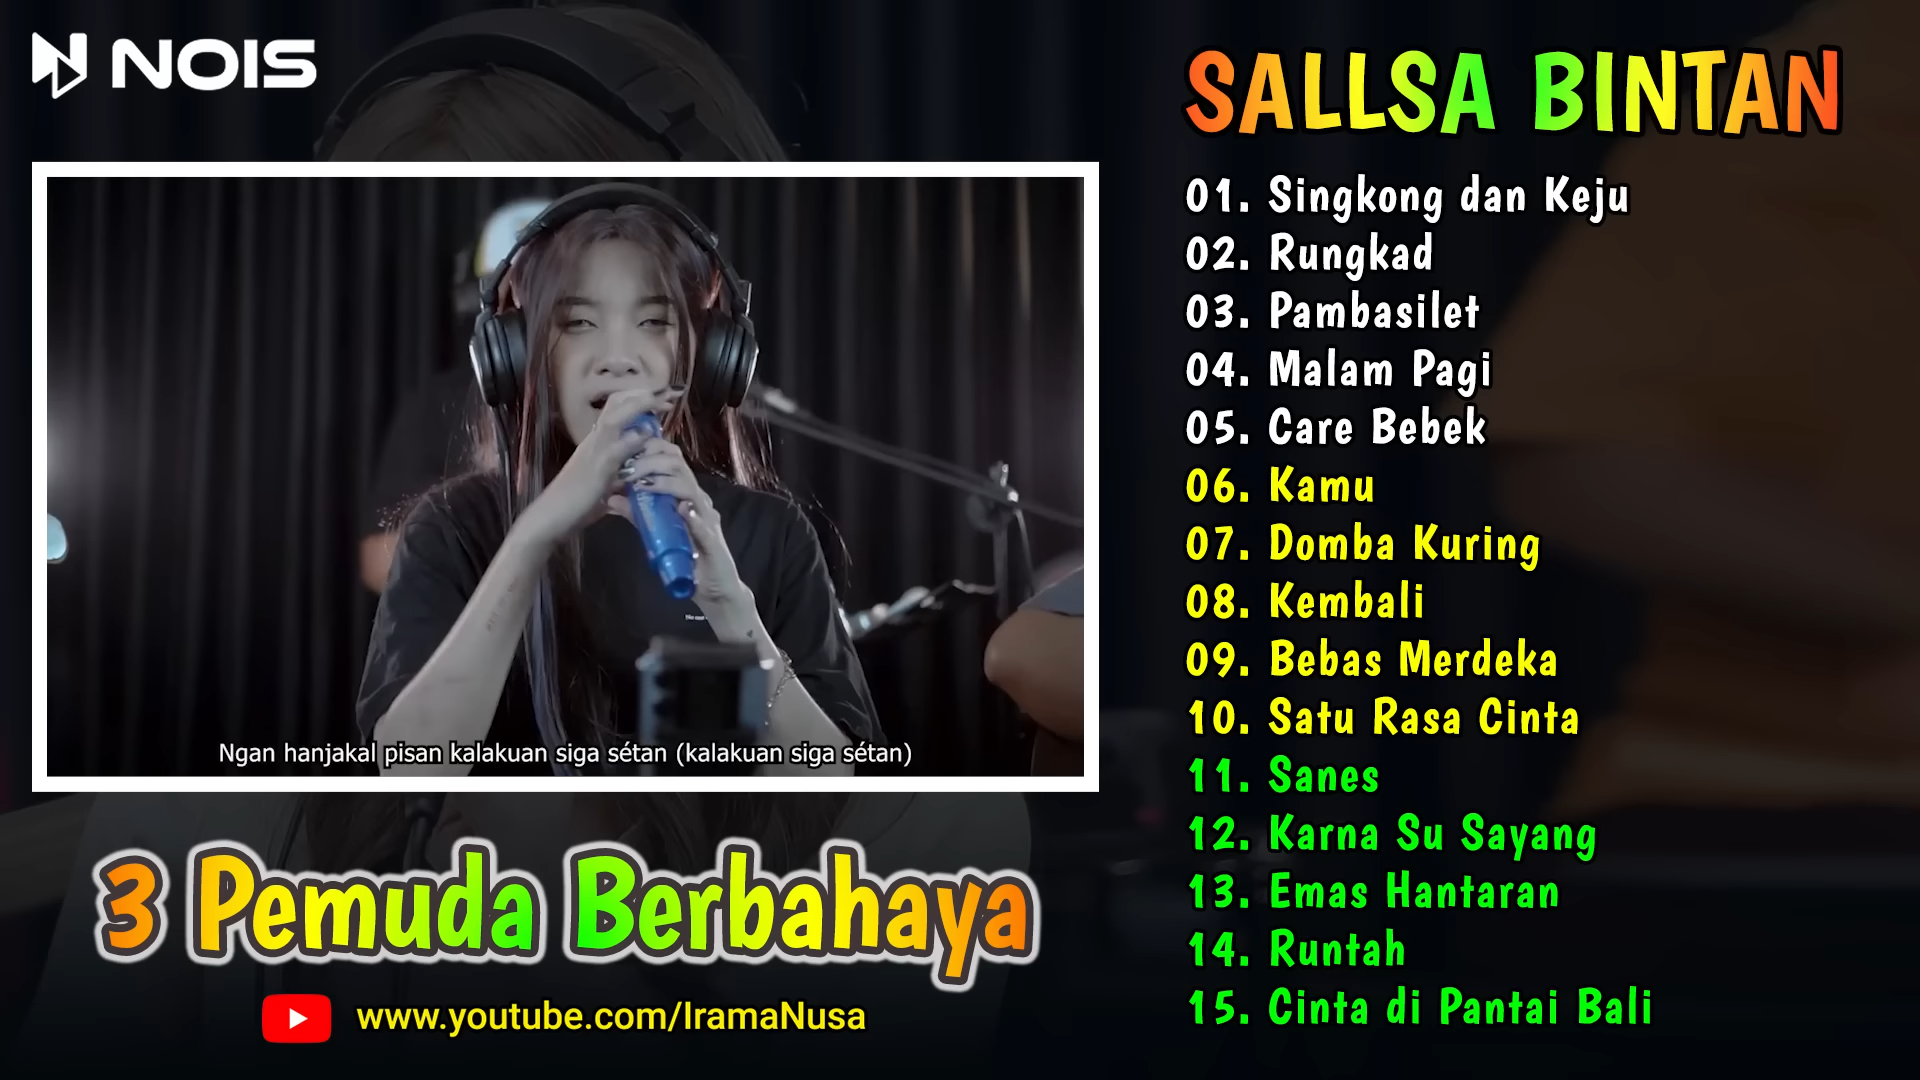 NOIS
SALLSA BINTAN
01. Singkong dan Keju
02. Rungkad
03. Pambasilet
04. Malam Pagi
05. Care Bebek
06. Kamu
07. Domba Kuring
08. Kembali
09. Bebas Merdeka
10. Satu Rasa Cinta
11. Sanes
12. Karna Su Sayang
13. Emas Hantaran
14. Runtah
15. Cinta di Pantai Bali
Ngan hanjakal pisan kalakuan siga sétan (kalakuan siga sétan)
3 Pemuda Berbahaya
www.youtube.com/IramaNusa